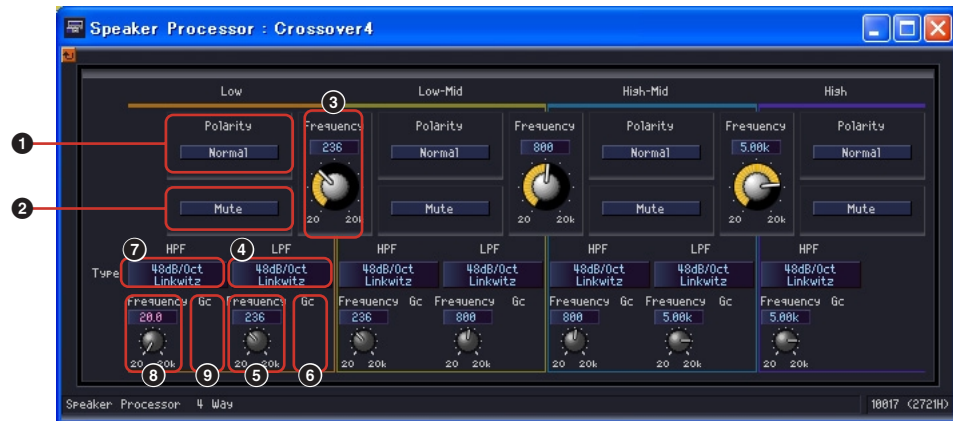 Speaker Processor : Crossover4
Low Low-Mid High-Mid High
3
1 Polarity Frequency Polarity Frequency Polarity Frequency Polarity
Normal 236 Normal 800 Normal 5.00k Normal
2 Mute Mute Mute Mute
20 20k 20 20k 20 20k
7 HPF 4 LPF HPF LPF HPF LPF HPF
Type 48dB/Oct 48dB/Oct 48dB/Oct 48dB/Oct 48dB/Oct 48dB/Oct 48dB/Oct
Linkwitz Linkwitz Linkwitz Linkwitz Linkwitz Linkwitz Linkwitz
Frequency Gc Frequency Gc Frequency Gc Frequency Gc Frequency Gc Frequency Gc Frequency Gc
20.0 236 236 800 800 5.00k 5.00k
20 20k 20 20k 20 20k 20 20k 20 20k 20 20k 20 20k
8 9 5 6
Speaker Processor 4 Way 10017 (2721H)